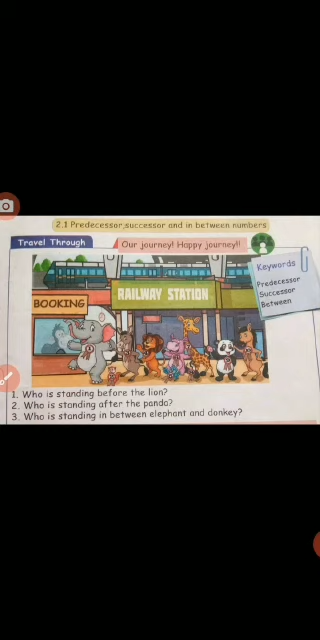 2.1 Predecessor,successor and in between numbers
Travel Through
Our journey! Happy journey!!
Keywords
Predecessor
Successor
Between
BOOKING
RAILWAY STATION
1. Who is standing before the lion?
2. Who is standing after the panda?
3. Who is standing in between elephant and donkey?